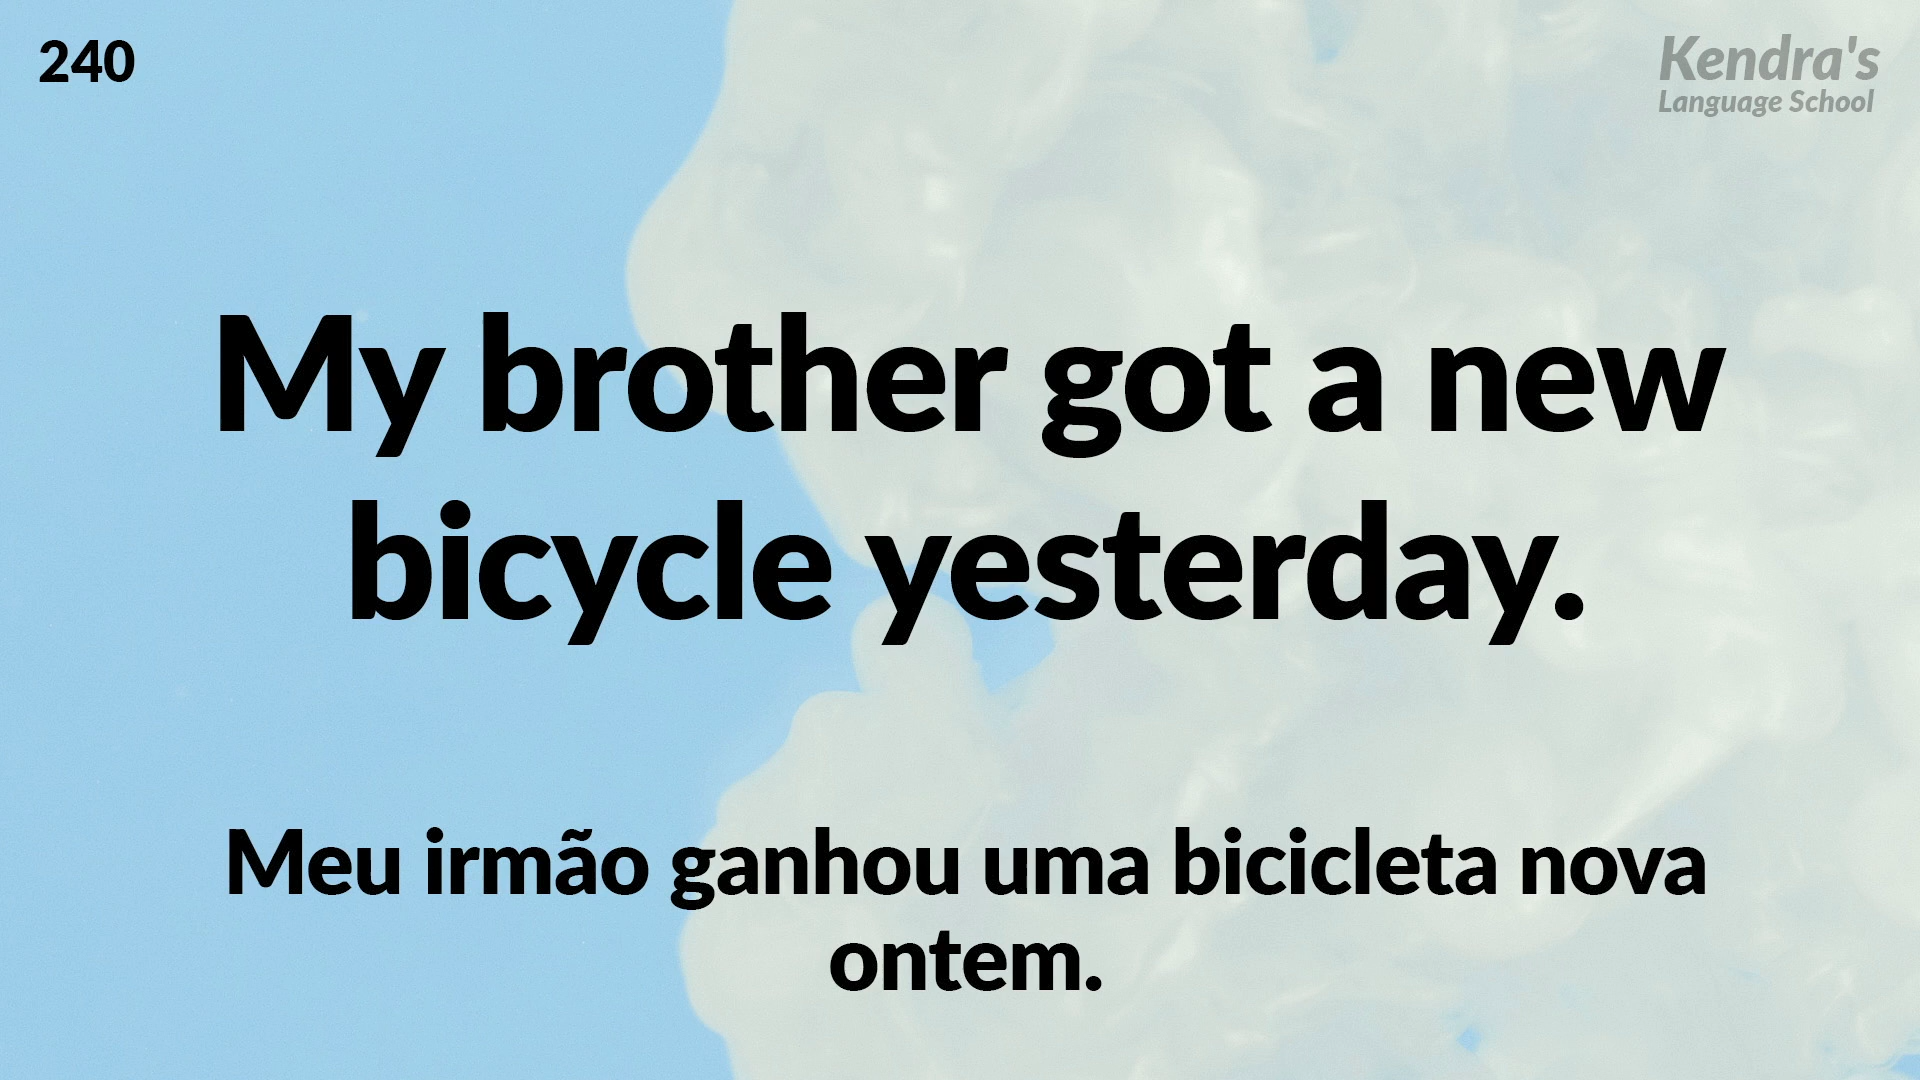 240
Kendra's
Language School
My brother got a new
bicycle yesterday.
Meu irmão ganhou uma bicicleta nova
ontem.